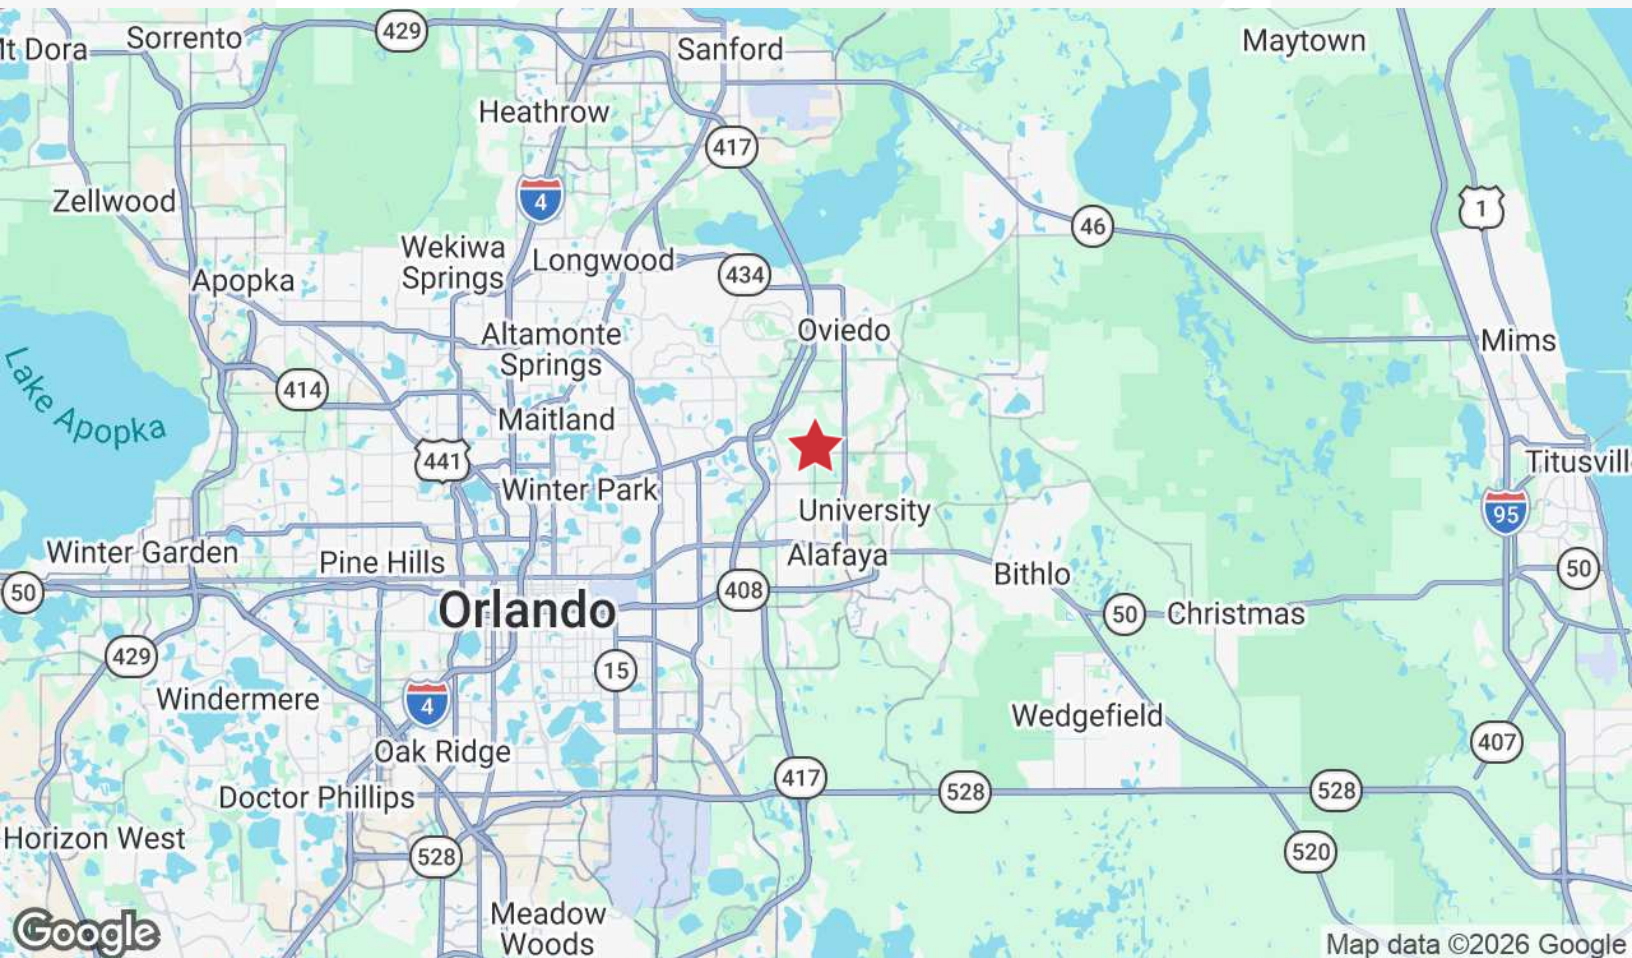 429
Mt Dora
Sorrento
Sanford
Maytown
Heathrow
417
Zellwood
4
1
46
Wekiwa
Springs
Longwood
434
Apopka
Oviedo
Altamonte
Springs
Mims
Lake Apopka
414
Maitland
441
Titusvill
Winter Park
University
95
Winter Garden
Pine Hills
Alafaya
Bithlo
50
50
408
Orlando
50
Christmas
429
15
Windermere
4
Wedgefield
Oak Ridge
407
417
Doctor Phillips
528
528
Horizon West
528
520
Meadow
Woods
Google
Map data ©2026 Google